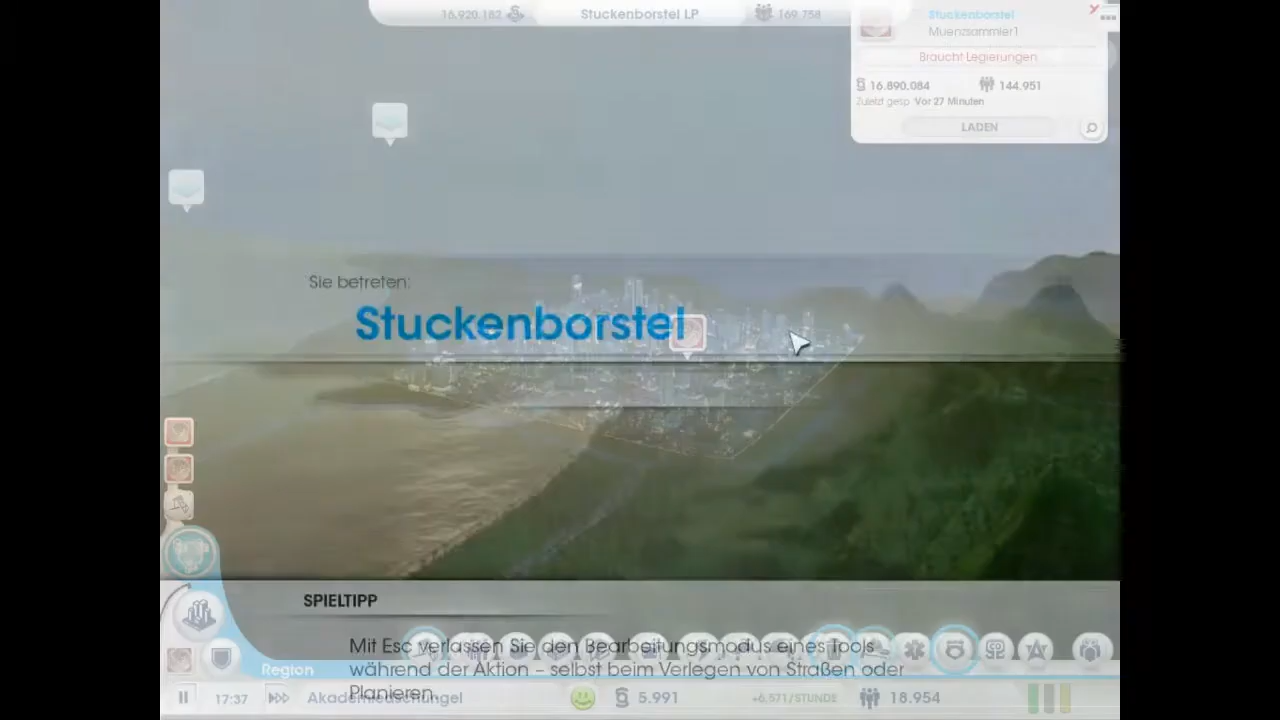 16.920.182 Stuckenborstel LP 169.758
Stuckenborstel
Muenzsammler1
Braucht Legierungen
16.890.084 144.951
Zuletzt gesp. Vor 27 Minuten
LADEN
Sie betreten:
Stuckenborstel
SPIELTIPP
Mit Esc verlassen Sie den Bearbeitungsmodus eines Tools
während der Aktion – selbst beim Verlegen von Straßen oder
Planieren.
Region
17:37 Akademiedschungel 5.991 +6.571/STUNDE 18.954